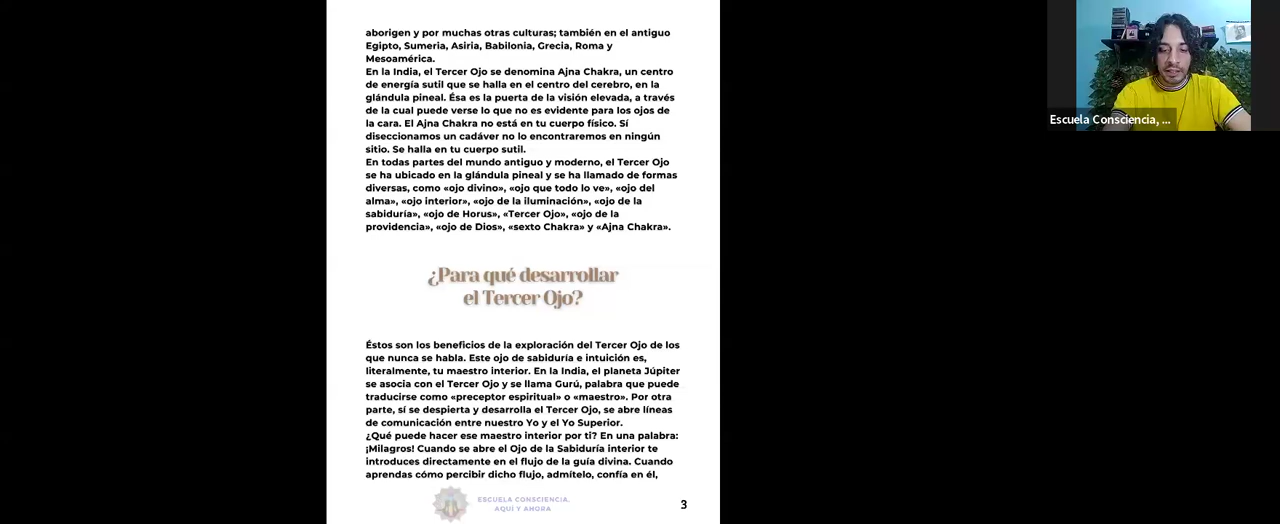 aborigen y por muchas otras culturas; también en el antiguo
Egipto, Sumeria, Asiria, Babilonia, Grecia, Roma y
Mesoamérica.
En la India, el Tercer Ojo se denomina Ajna Chakra, un centro
de energía sutil que se halla en el centro del cerebro, en la
glándula pineal. Ésa es la puerta de la visión elevada, a través
de la cual puede verse lo que no es evidente para los ojos de
la cara. El Ajna Chakra no está en tu cuerpo físico. Sí
diseccionamos un cadáver no lo encontraremos en ningún
sitio. Se halla en tu cuerpo sutil.
En todas partes del mundo antiguo y moderno, el Tercer Ojo
se ha ubicado en la glándula pineal y se ha llamado de formas
diversas, como «ojo divino», «ojo que todo lo ve», «ojo del
alma», «ojo interior», «ojo de la iluminación», «ojo de la
sabiduría», «ojo de Horus», «Tercer Ojo», «ojo de la
providencia», «ojo de Dios», «sexto Chakra» y «Ajna Chakra».
¿Para qué desarrollar
el Tercer Ojo?
Éstos son los beneficios de la exploración del Tercer Ojo de los
que nunca se habla. Este ojo de sabiduría e intuición es,
literalmente, tu maestro interior. En la India, el planeta Júpiter
se asocia con el Tercer Ojo y se llama Gurú, palabra que puede
traducirse como «preceptor espiritual» o «maestro». Por otra
parte, sí se despierta y desarrolla el Tercer Ojo, se abre líneas
de comunicación entre nuestro Yo y el Yo Superior.
¿Qué puede hacer ese maestro interior por ti? En una palabra:
¡Milagros! Cuando se abre el Ojo de la Sabiduría interior te
introduces directamente en el flujo de la guía divina. Cuando
aprendas cómo percibir dicho flujo, admítelo, confía en él,
ESCUELA CONSCIENCIA,
AQUÍ Y AHORA
3
Escuela Consciencia, ...